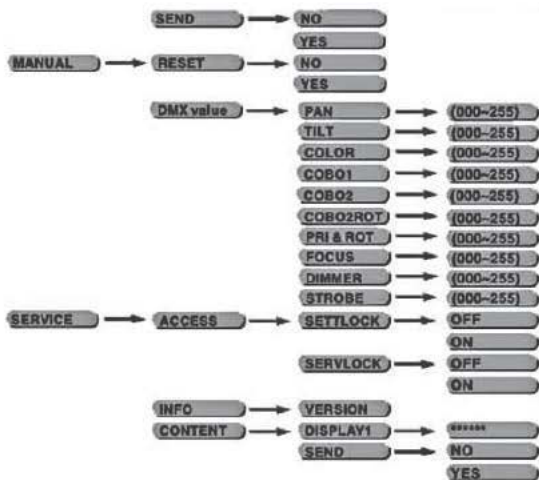 SEND NO
YES
MANUAL RESET NO
YES
DMX value PAN (000~255)
TILT (000~255)
COLOR (000~255)
COBO1 (000~255)
COBO2 (000~255)
COBO2ROT (000~255)
PRI & ROT (000~255)
FOCUS (000~255)
DIMMER (000~255)
STROBE (000~255)
SERVICE ACCESS SETTLOCK OFF
ON
SERVLOCK OFF
ON
INFO VERSION
CONTENT DISPLAY1 ******
SEND NO
YES